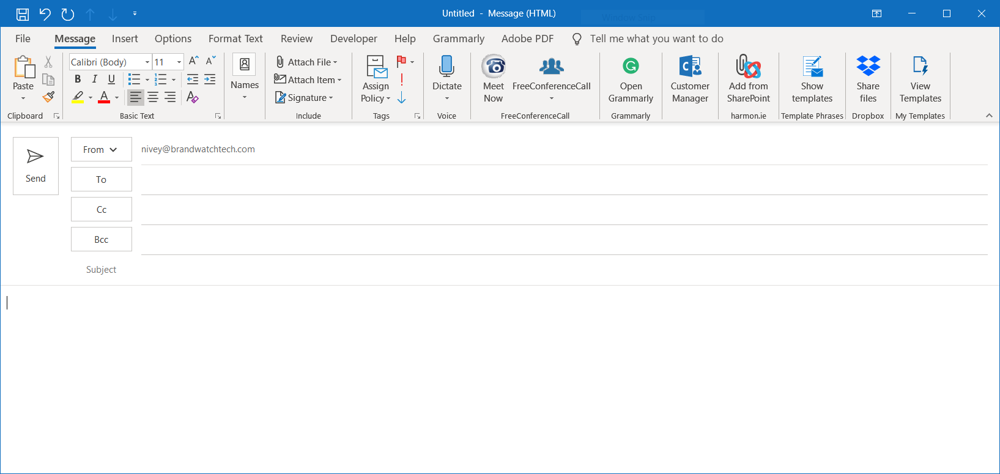 Untitled - Message (HTML)
Window Snip
File Message Insert Options Format Text Review Developer Help Grammarly Adobe PDF Tell me what you want to do
Calibri (Body) 11
Paste
B I U
A A
Clipboard
Basic Text
Names
Attach File
Attach Item
Signature
Include
Assign
Policy
Tags
Dictate
Voice
Meet
Now
FreeConferenceCall
FreeConferenceCall
Open
Grammarly
Grammarly
Customer
Manager
Add from
SharePoint
harmon.ie
Show
templates
Template Phrases
Share
files
Dropbox
View
Templates
My Templates
Send
From nivey@brandwatchtech.com
To
Cc
Bcc
Subject